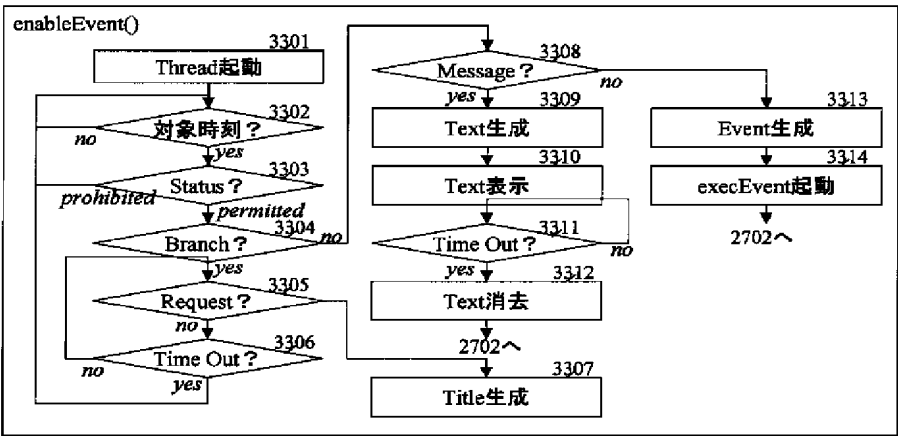 enableEvent()
3301
Thread起動
3302
対象時刻？
no
yes
3303
Status？
prohibited
permitted
3304
Branch？
no
yes
3305
Request？
no
3306
Time Out？
no
yes
3308
Message？
no
yes
3309
Text生成
3310
Text表示
3311
Time Out？
no
yes
3312
Text消去
2702へ
3307
Title生成
3313
Event生成
3314
execEvent起動
2702へ